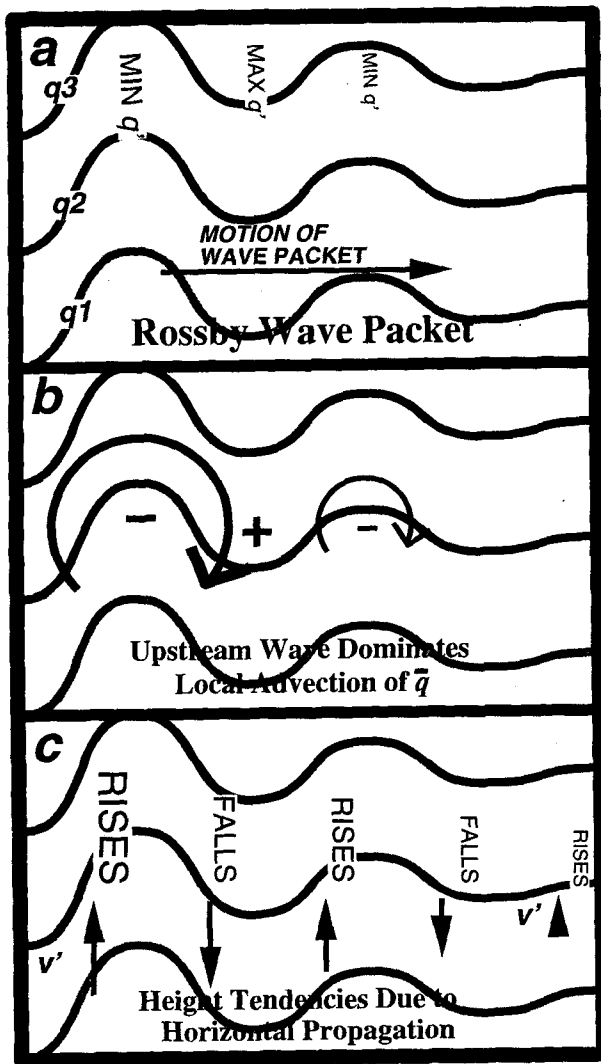 a
q3
MIN q'
MAX q'
MIN q'
q2
MOTION OF
WAVE PACKET
q1
Rossby Wave Packet
b
-
+
-
Upstream Wave Dominates
Local Advection of q̄
c
RISES
FALLS
RISES
FALLS
RISES
v'
v'
Height Tendencies Due to
Horizontal Propagation